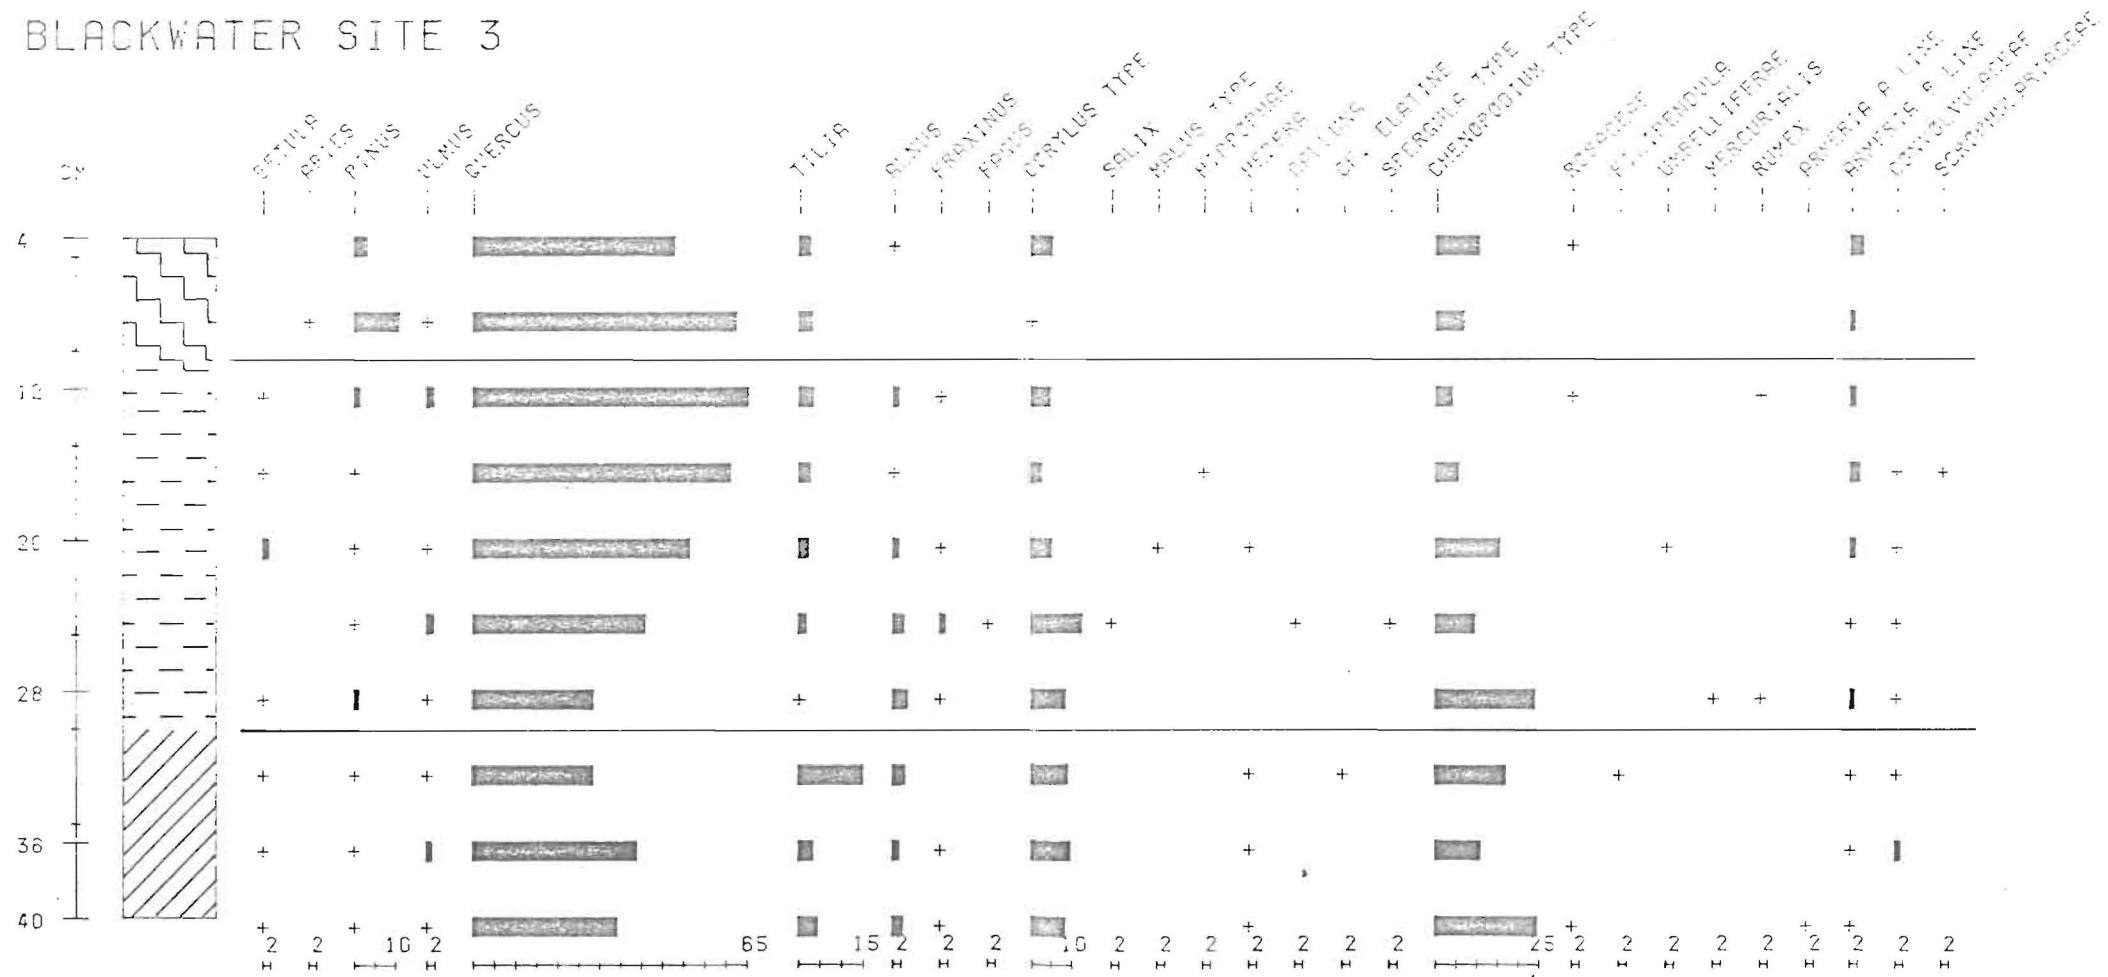 BLACKWATER SITE 3
CM
BETULA
ABIES
PINUS
ULMUS
QUERCUS
TILIA
ALNUS
FRAXINUS
FAGUS
CORYLUS TYPE
SALIX
MALUS TYPE
HIPPOPHAE
HEDERA
CALLUNA
CF. ELATINE
SPERGULA TYPE
CHENOPODIUM TYPE
ROSACEAE
FILIPENDULA
UMBELLIFERAE
MERCURIALIS
RUMEX
ARMERIA A LINE
ARMERIA B LINE
CONVOLVULACEAE
SCROPHULARIACEAE
4
12
20
28
36
40
2 2 10 2 65 15 2 2 2 10 2 2 2 2 2 2 2 25 2 2 2 2 2 2 2 2 2